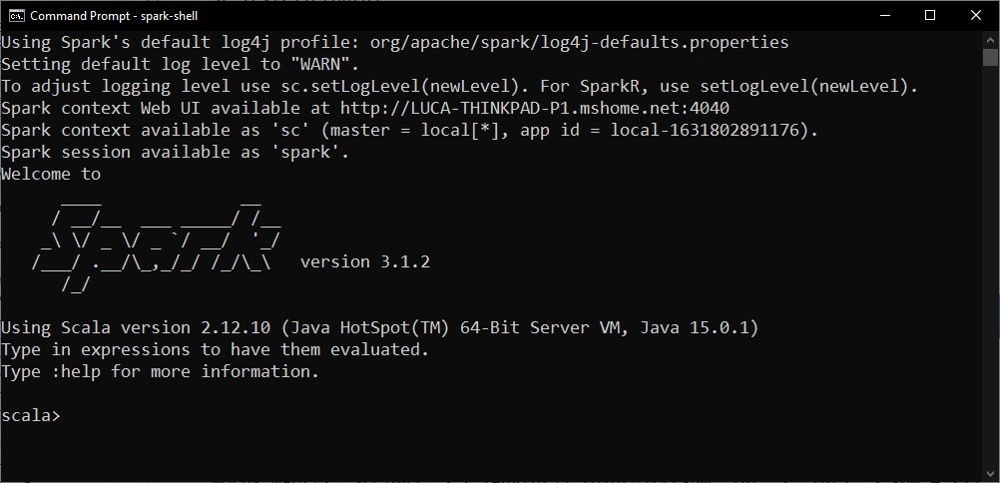 Command Prompt - spark-shell
Using Spark's default log4j profile: org/apache/spark/log4j-defaults.properties
Setting default log level to "WARN".
To adjust logging level use sc.setLogLevel(newLevel). For SparkR, use setLogLevel(newLevel).
Spark context Web UI available at http://LUCA-THINKPAD-P1.mshome.net:4040
Spark context available as 'sc' (master = local[*], app id = local-1631802891176).
Spark session available as 'spark'.
Welcome to
      ____              __
     / __/__  ___ _____/ /__
    _\ \/ _ \/ _ `/ __/  '_/
   /___/ .__/\_,_/_/ /_/\_\   version 3.1.2
      /_/
Using Scala version 2.12.10 (Java HotSpot(TM) 64-Bit Server VM, Java 15.0.1)
Type in expressions to have them evaluated.
Type :help for more information.
scala>